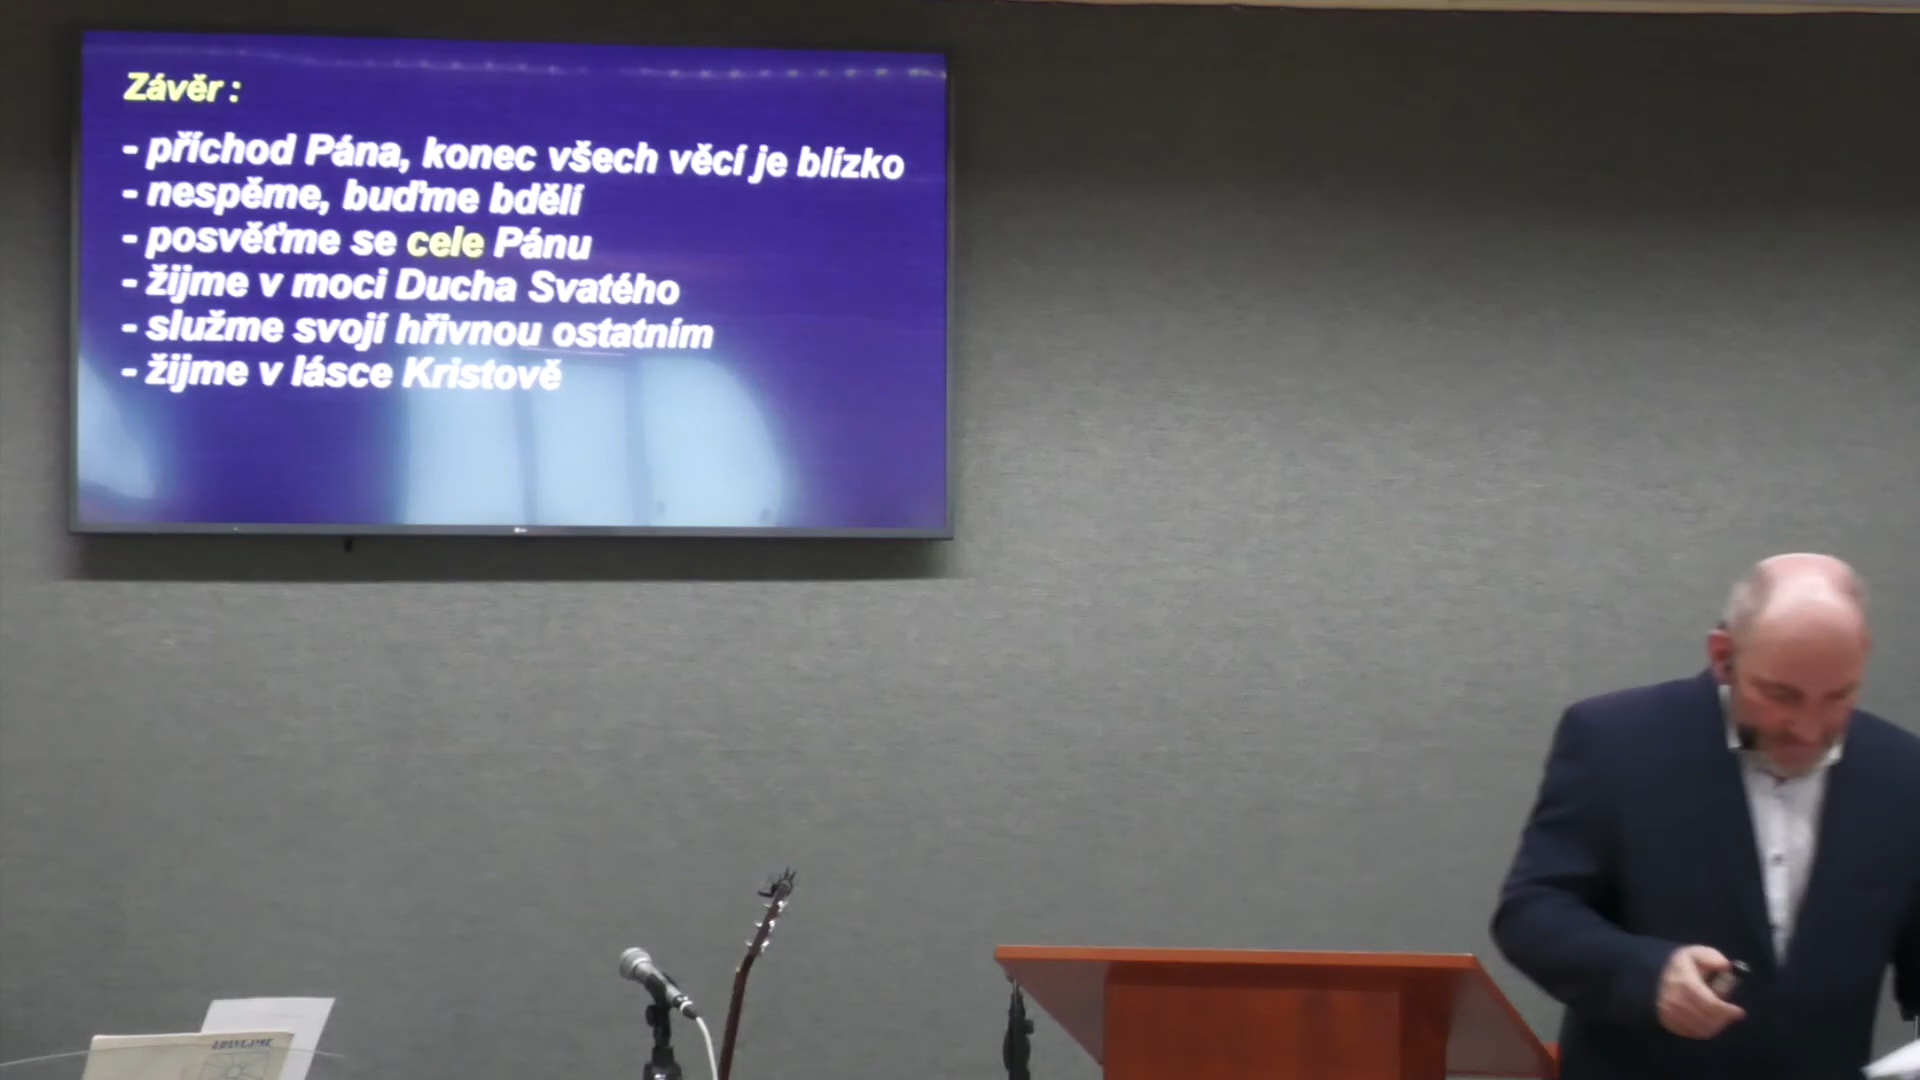 Závěr :
- příchod Pána, konec všech věcí je blízko
- nespěme, buďme bdělí
- posvěťme se cele Pánu
- žijme v moci Ducha Svatého
- služme svojí hřivnou ostatním
- žijme v lásce Kristově